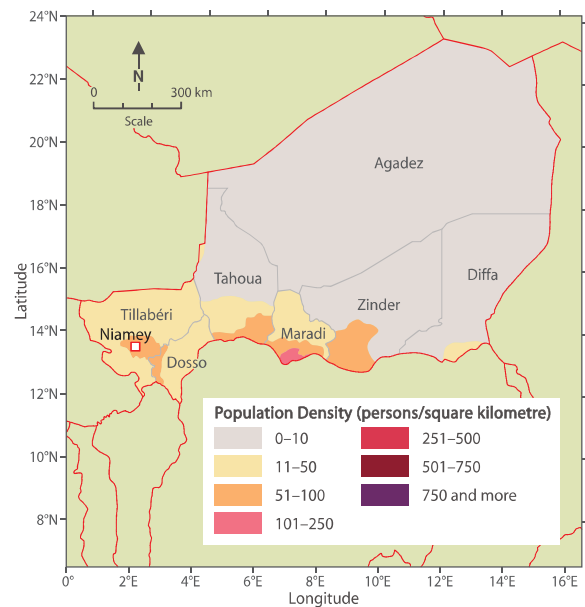 24°N
22°N
20°N
18°N
16°N
14°N
12°N
10°N
8°N
Latitude
N
0 300 km
Scale
Agadez
Tahoua
Diffa
Zinder
Tillabéri
Maradi
Niamey
Dosso
Population Density (persons/square kilometre)
0–10
11–50
51–100
101–250
251–500
501–750
750 and more
0° 2°E 4°E 6°E 8°E 10°E 12°E 14°E 16°E
Longitude